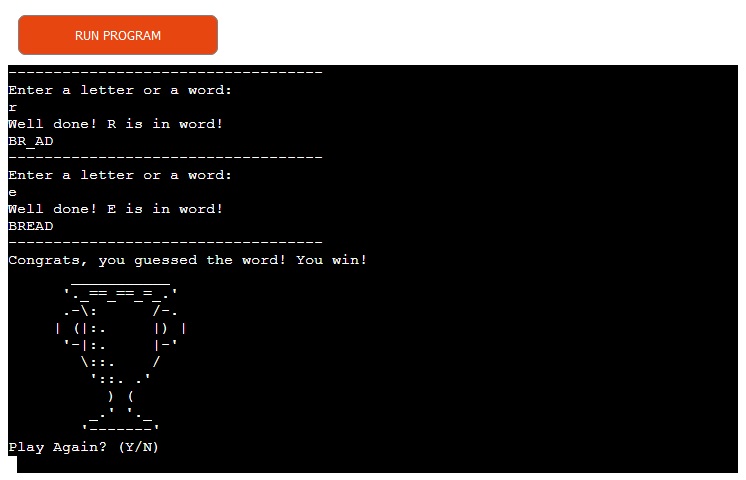 RUN PROGRAM
-----------------------------------
Enter a letter or a word:
r
Well done! R is in word!
BR_AD
-----------------------------------
Enter a letter or a word:
e
Well done! E is in word!
BREAD
-----------------------------------
Congrats, you guessed the word! You win!
       ___________
      '._==_==_=_.'
      .-\:      /-.
     | (|:.     |) |
      '-|:.     |-'
        \::.    /
         '::. .'
           ) (
         _.' '._
        '-------'
Play Again? (Y/N)